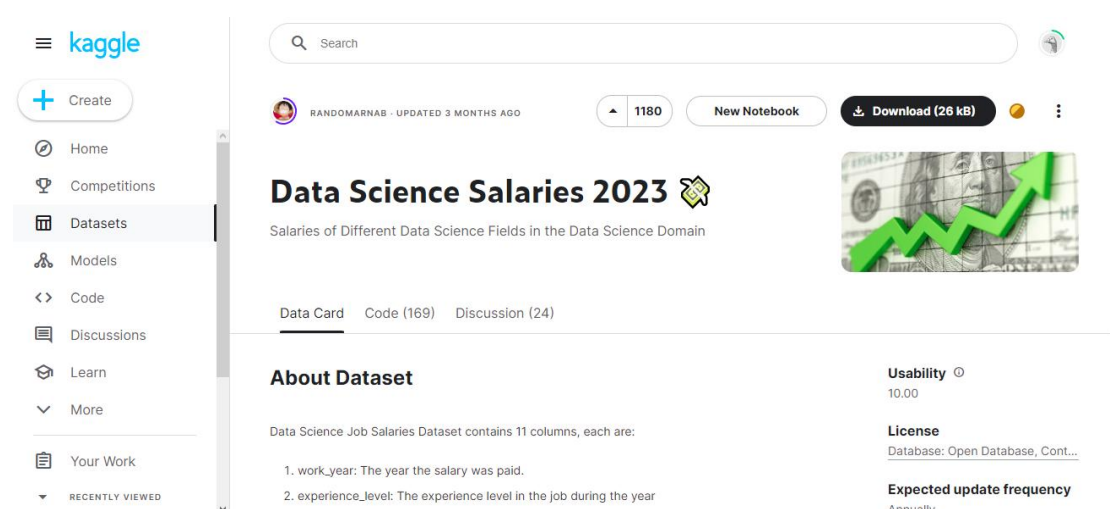 kaggle
Search
Create
Home
Competitions
Datasets
Models
Code
Discussions
Learn
More
Your Work
RECENTLY VIEWED
RANDOMARNAB · UPDATED 3 MONTHS AGO
1180
New Notebook
Download (26 kB)
Data Science Salaries 2023
Salaries of Different Data Science Fields in the Data Science Domain
Data Card Code (169) Discussion (24)
About Dataset
Data Science Job Salaries Dataset contains 11 columns, each are:
1. work_year: The year the salary was paid.
2. experience_level: The experience level in the job during the year
Usability
10.00
License
Database: Open Database, Cont...
Expected update frequency
Annually